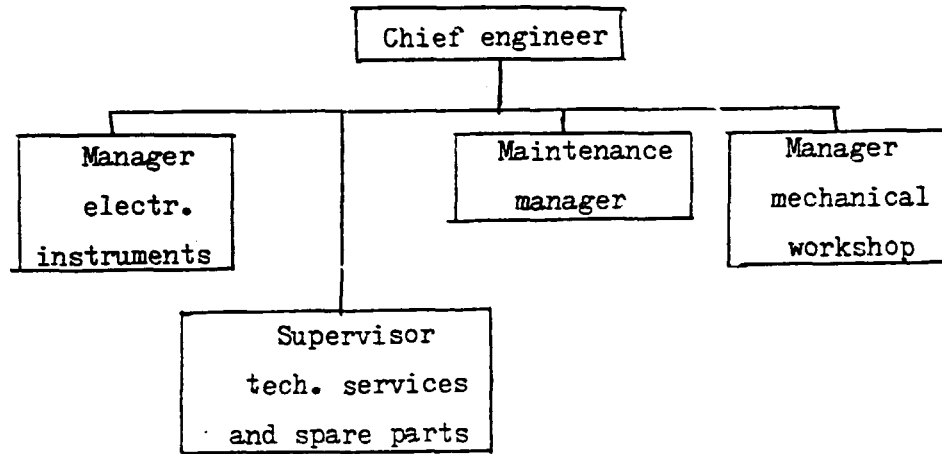 Chief engineer
Manager
electr.
instruments
Maintenance
manager
Manager
mechanical
workshop
Supervisor
tech. services
and spare parts